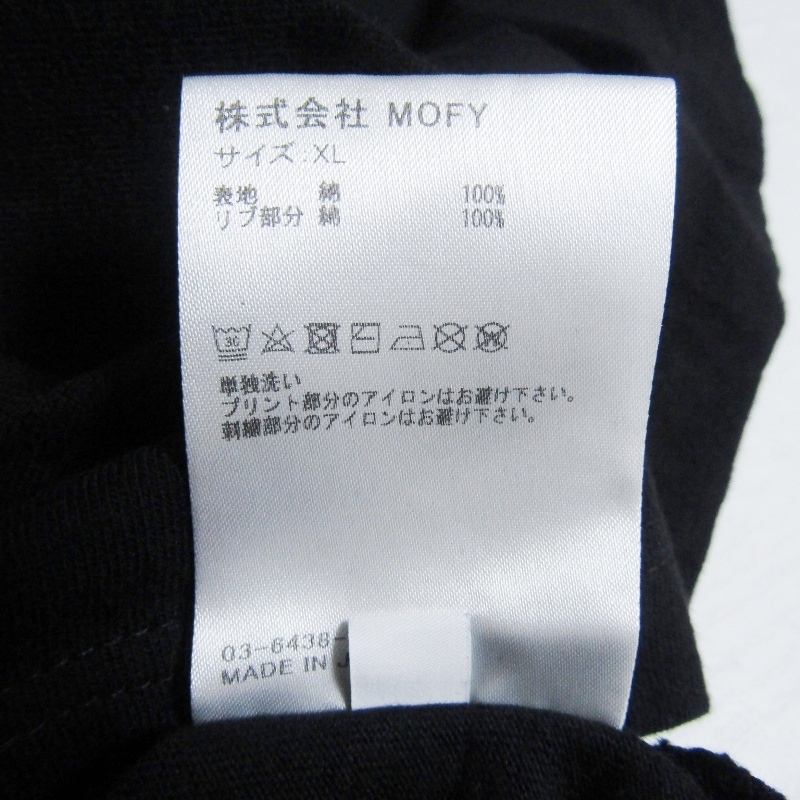 株式会社 MOFY
サイズ:XL
表地 綿 100%
リブ部分 綿 100%
30
単独洗い
プリント部分のアイロンはお避け下さい。
刺繍部分のアイロンはお避け下さい。
03-6438-
MADE IN J